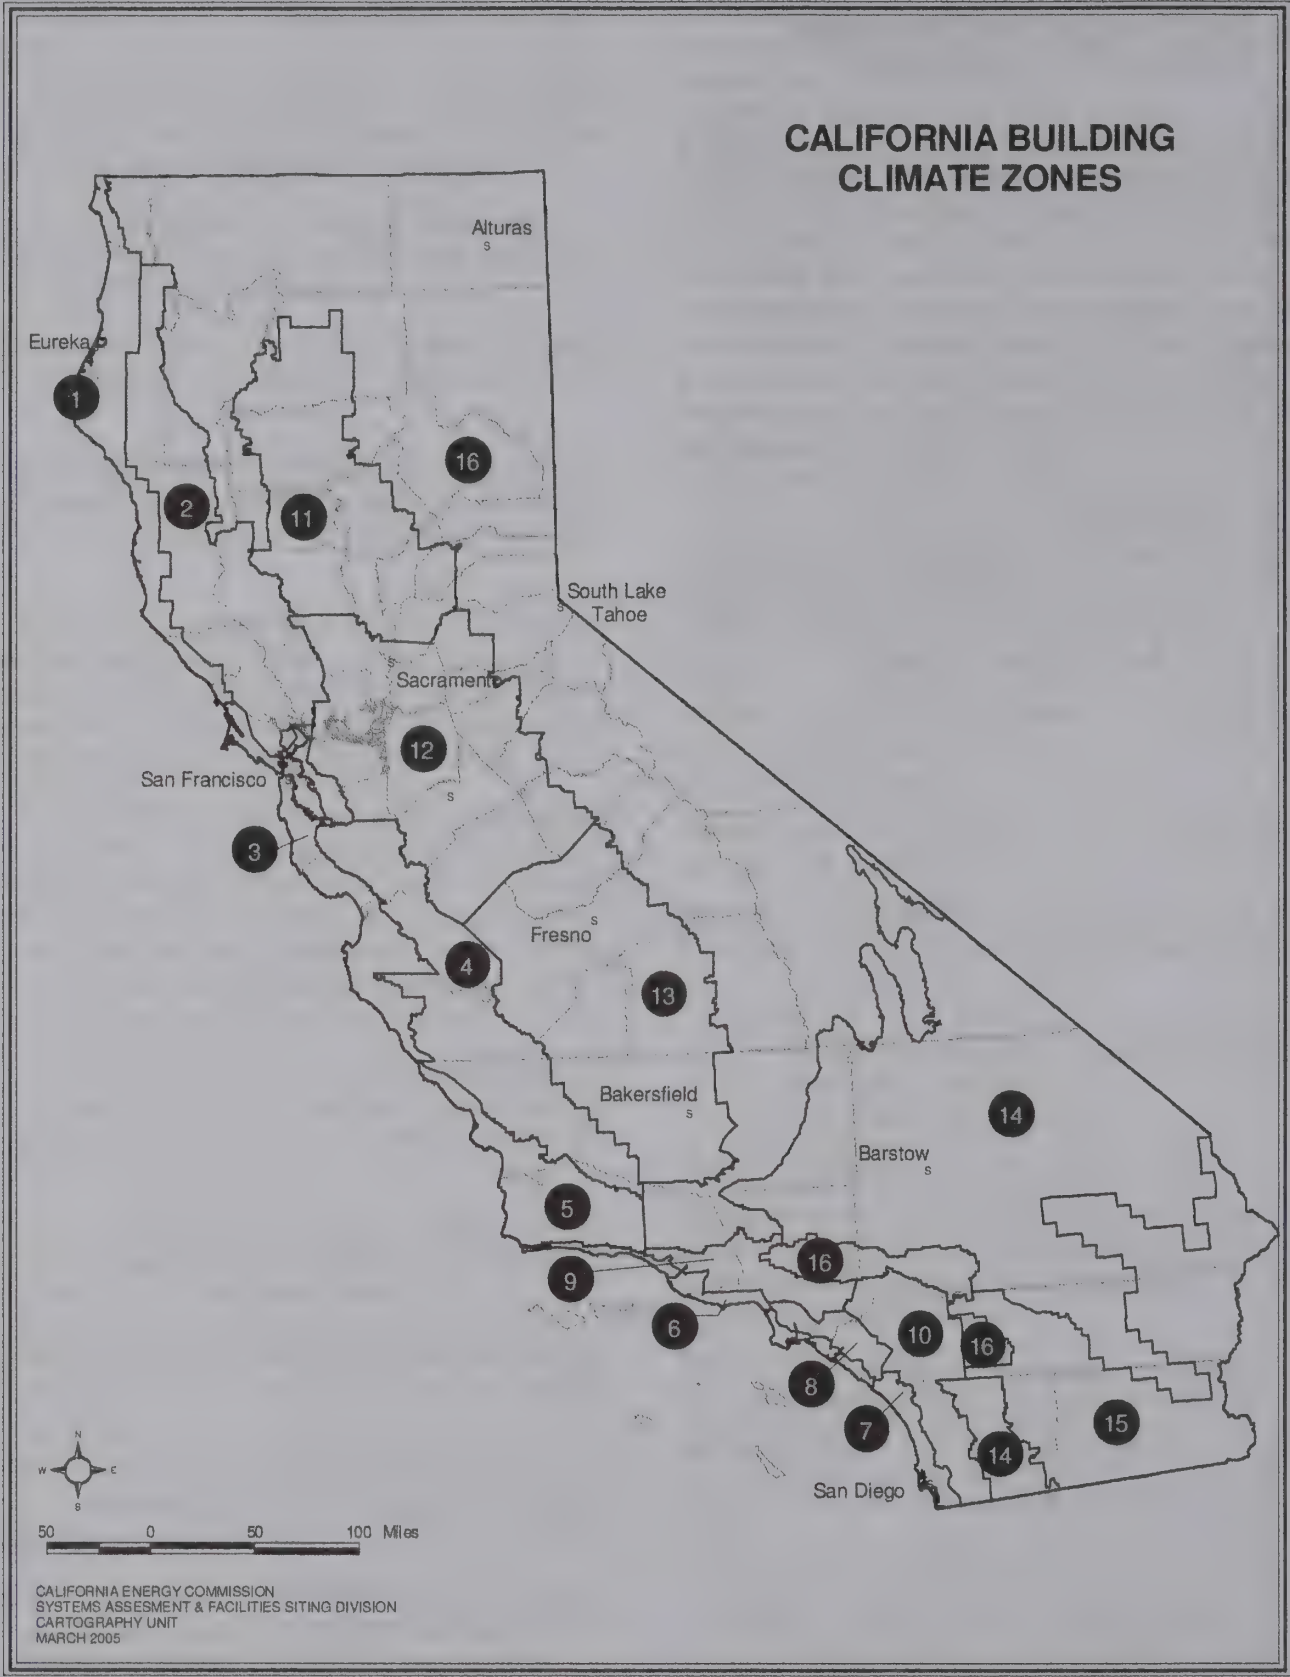 CALIFORNIA BUILDING
CLIMATE ZONES
Alturas
S
Eureka
1
16
2
11
South Lake
Tahoe
S
S
Sacramento
12
San Francisco
S
3
S
Fresno
4
13
Bakersfield
S
14
Barstow
S
5
16
9
6
10
16
8
7
15
14
San Diego
N
W E
S
50 0 50 100 Miles
CALIFORNIA ENERGY COMMISSION
SYSTEMS ASSESMENT & FACILITIES SITING DIVISION
CARTOGRAPHY UNIT
MARCH 2005